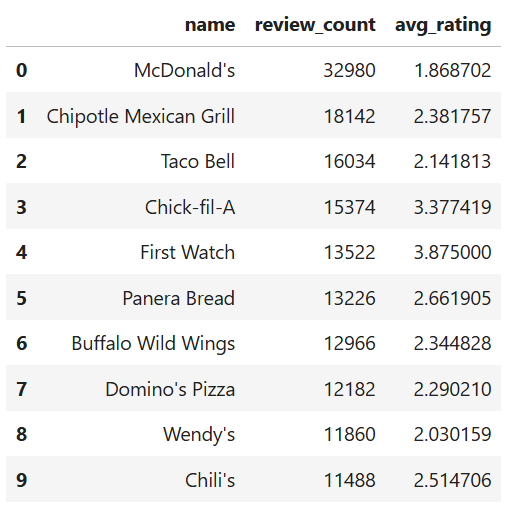 name review_count avg_rating
0 McDonald's 32980 1.868702
1 Chipotle Mexican Grill 18142 2.381757
2 Taco Bell 16034 2.141813
3 Chick-fil-A 15374 3.377419
4 First Watch 13522 3.875000
5 Panera Bread 13226 2.661905
6 Buffalo Wild Wings 12966 2.344828
7 Domino's Pizza 12182 2.290210
8 Wendy's 11860 2.030159
9 Chili's 11488 2.514706